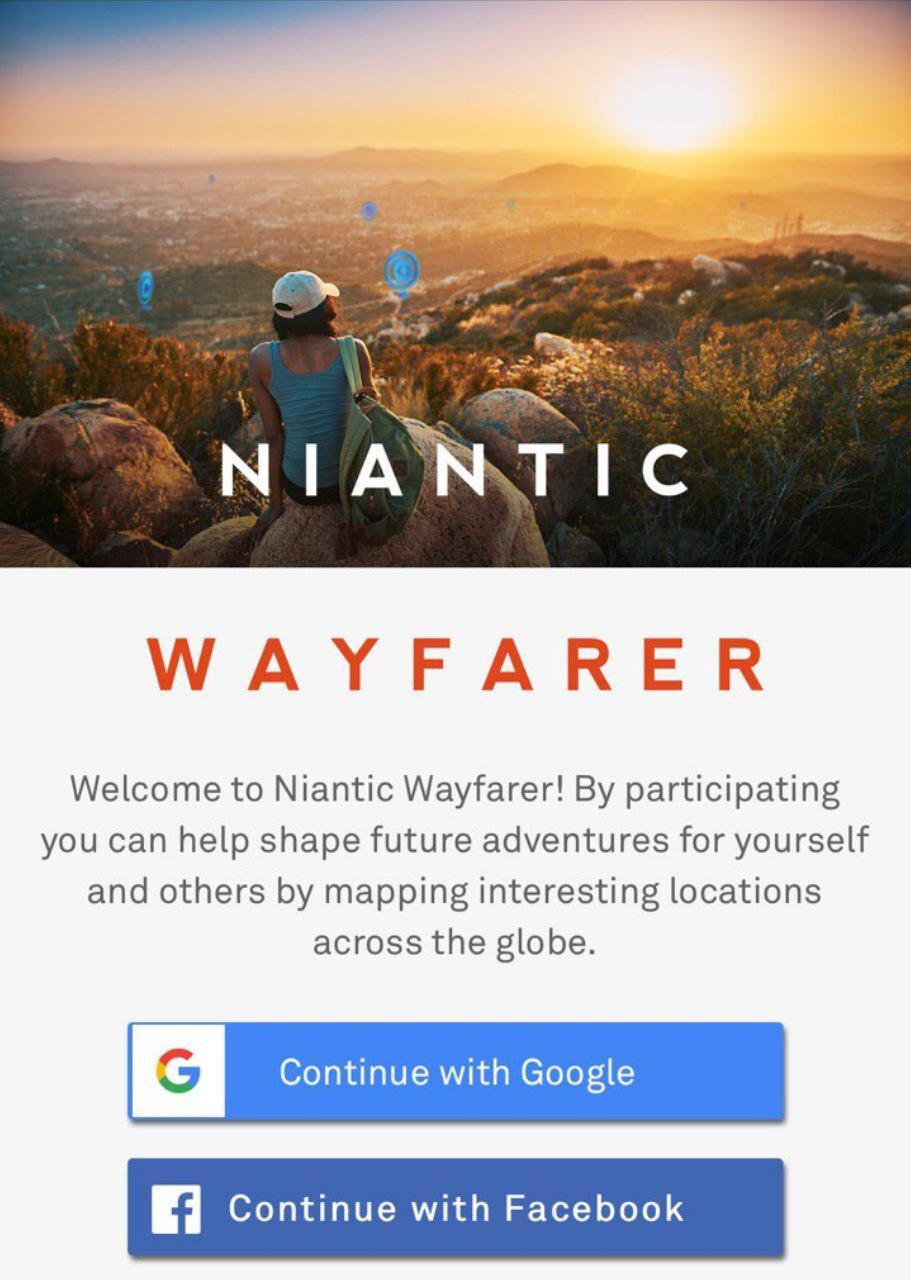 NIANTIC
WAYFARER
Welcome to Niantic Wayfarer! By participating
you can help shape future adventures for yourself
and others by mapping interesting locations
across the globe.
Continue with Google
Continue with Facebook